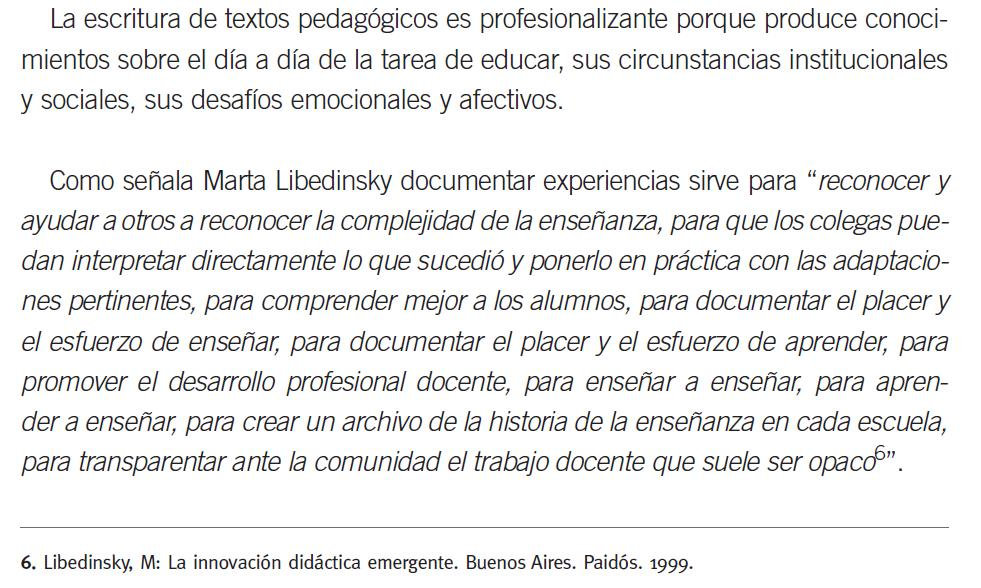 La escritura de textos pedagógicos es profesionalizante porque produce conoci-
mientos sobre el día a día de la tarea de educar, sus circunstancias institucionales
y sociales, sus desafíos emocionales y afectivos.
Como señala Marta Libedinsky documentar experiencias sirve para “reconocer y
ayudar a otros a reconocer la complejidad de la enseñanza, para que los colegas pue-
dan interpretar directamente lo que sucedió y ponerlo en práctica con las adaptacio-
nes pertinentes, para comprender mejor a los alumnos, para documentar el placer y
el esfuerzo de enseñar, para documentar el placer y el esfuerzo de aprender, para
promover el desarrollo profesional docente, para enseñar a enseñar, para apren-
der a enseñar, para crear un archivo de la historia de la enseñanza en cada escuela,
para transparentar ante la comunidad el trabajo docente que suele ser opaco6”.
6. Libedinsky, M: La innovación didáctica emergente. Buenos Aires. Paidós. 1999.